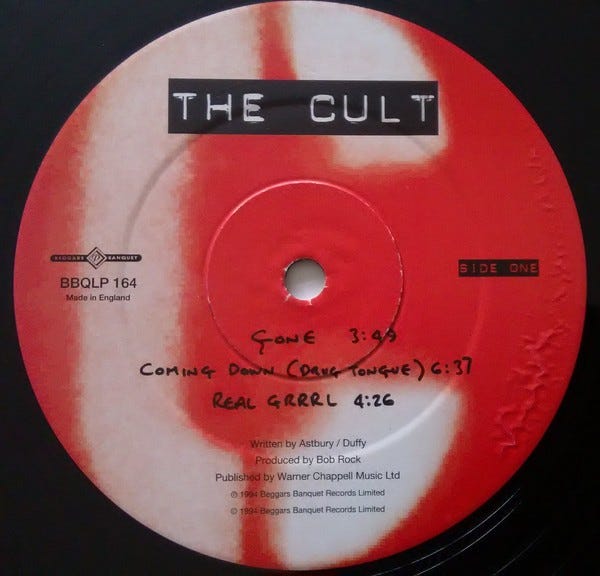 THE CULT
BEGGARS BANQUET
BBQLP 164
Made in England
SIDE ONE
GONE 3:49
COMING DOWN (DRUG TONGUE) 6:37
REAL GRRRL 4:26
Written by Astbury / Duffy
Produced by Bob Rock
Published by Warner Chappell Music Ltd
℗ 1994 Beggars Banquet Records Limited
© 1994 Beggars Banquet Records Limited